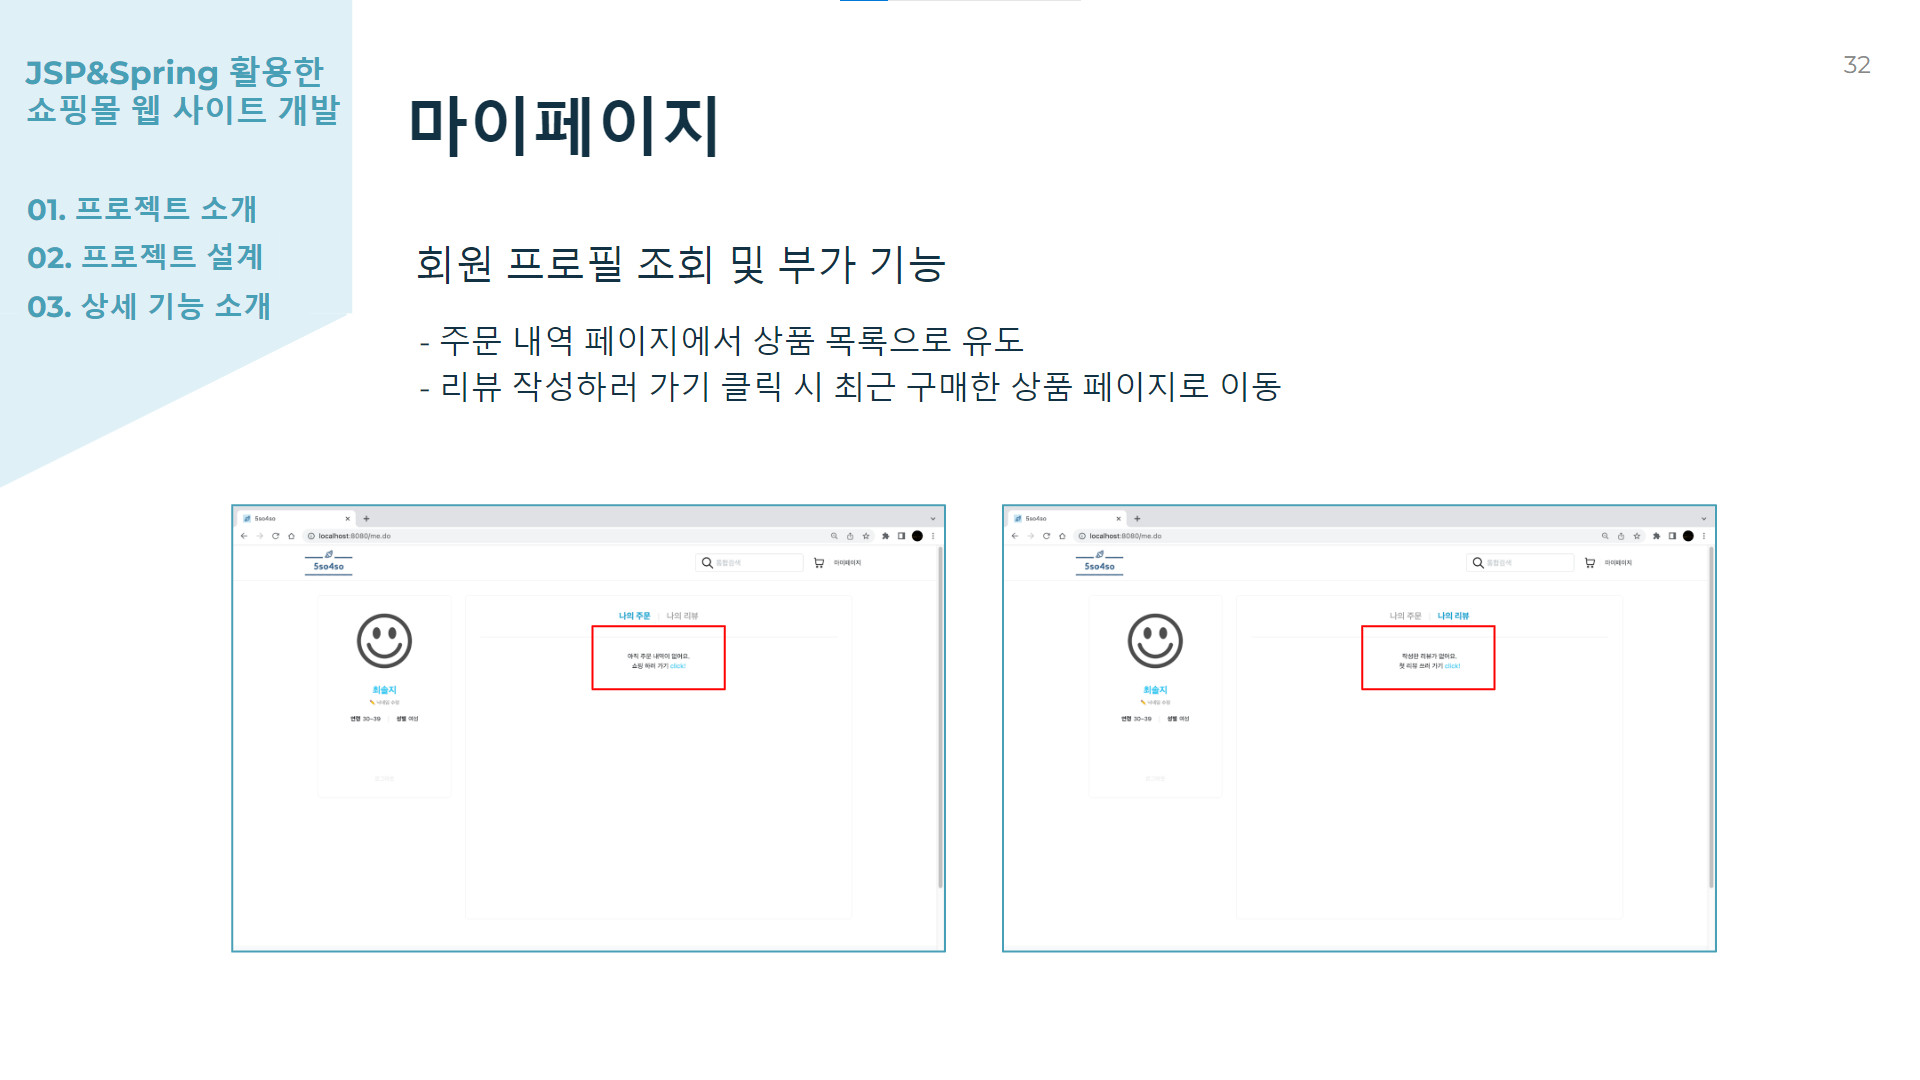 JSP&Spring 활용한
쇼핑몰 웹 사이트 개발
01. 프로젝트 소개
02. 프로젝트 설계
03. 상세 기능 소개
32
마이페이지
회원 프로필 조회 및 부가 기능
- 주문 내역 페이지에서 상품 목록으로 유도
- 리뷰 작성하러 가기 클릭 시 최근 구매한 상품 페이지로 이동
5so4so
localhost:8080/me.do
5so4so
통합검색
마이페이지
나의 주문
나의 리뷰
아직 주문 내역이 없어요.
쇼핑 하러 가기 click!
최솔지
연령 30~39
성별 여성
5so4so
localhost:8080/me.do
5so4so
통합검색
마이페이지
나의 주문
나의 리뷰
작성한 리뷰가 없어요.
첫 리뷰 쓰러 가기 click!
최솔지
연령 30~39
성별 여성